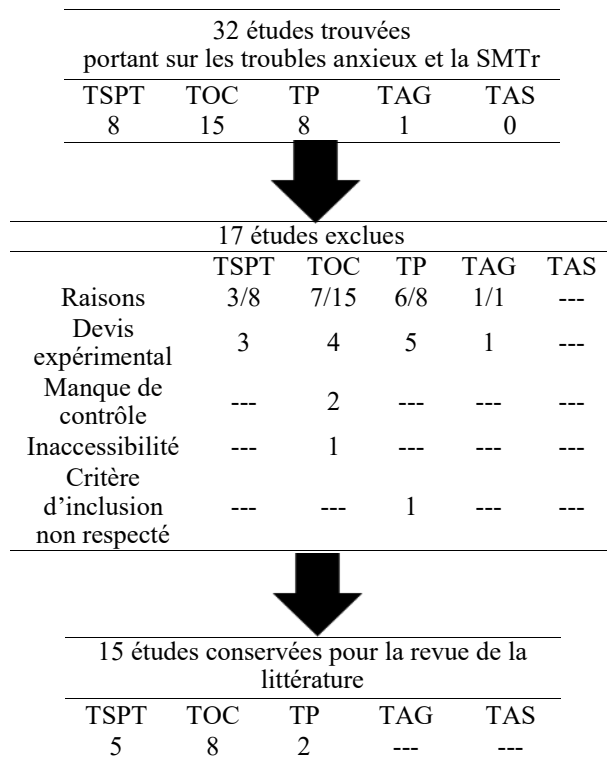 32 études trouvées
portant sur les troubles anxieux et la SMTr
TSPT TOC TP TAG TAS
8 15 8 1 0
17 études exclues
TSPT TOC TP TAG TAS
Raisons 3/8 7/15 6/8 1/1 ---
Devis
expérimental 3 4 5 1 ---
Manque de
contrôle --- 2 --- --- ---
Inaccessibilité --- 1 --- --- ---
Critère
d'inclusion --- --- 1 --- ---
non respecté
15 études conservées pour la revue de la
littérature
TSPT TOC TP TAG TAS
5 8 2 --- ---